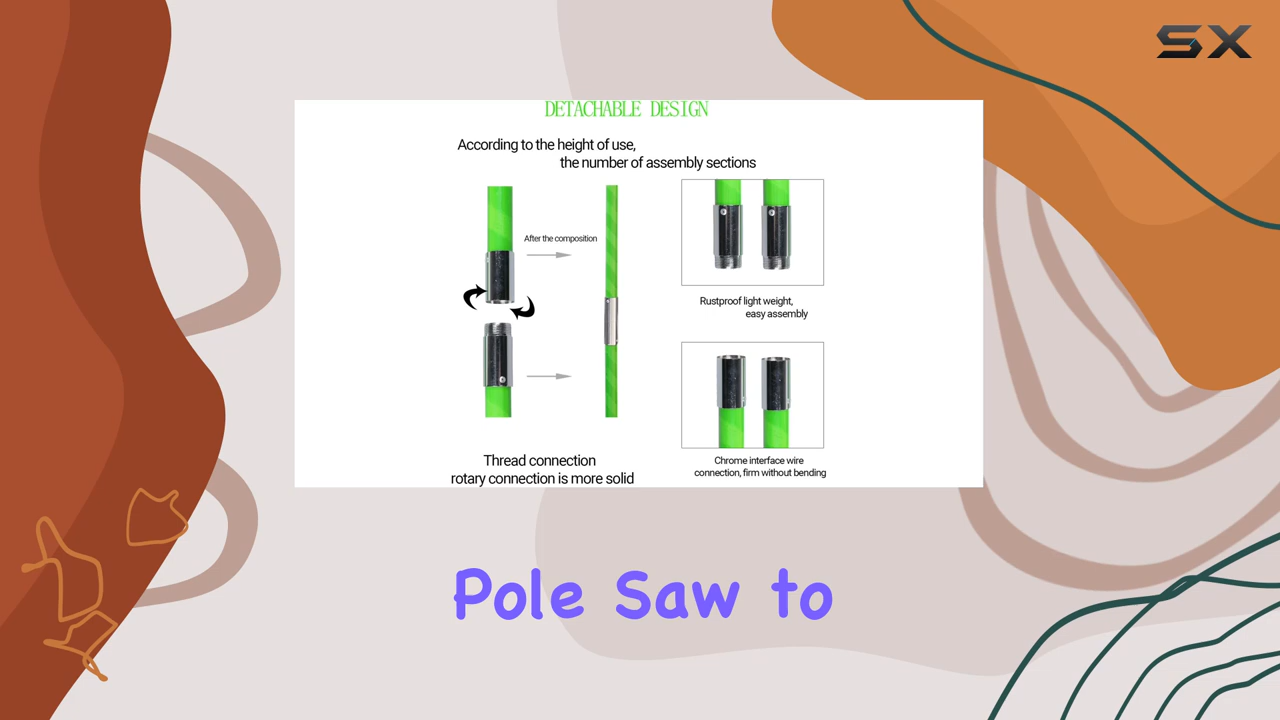 SX
DETACHABLE DESIGN
According to the height of use,
the number of assembly sections
After the composition
Rustproof light weight,
easy assembly
Thread connection
rotary connection is more solid
Chrome interface wire
connection, firm without bending
Pole Saw to